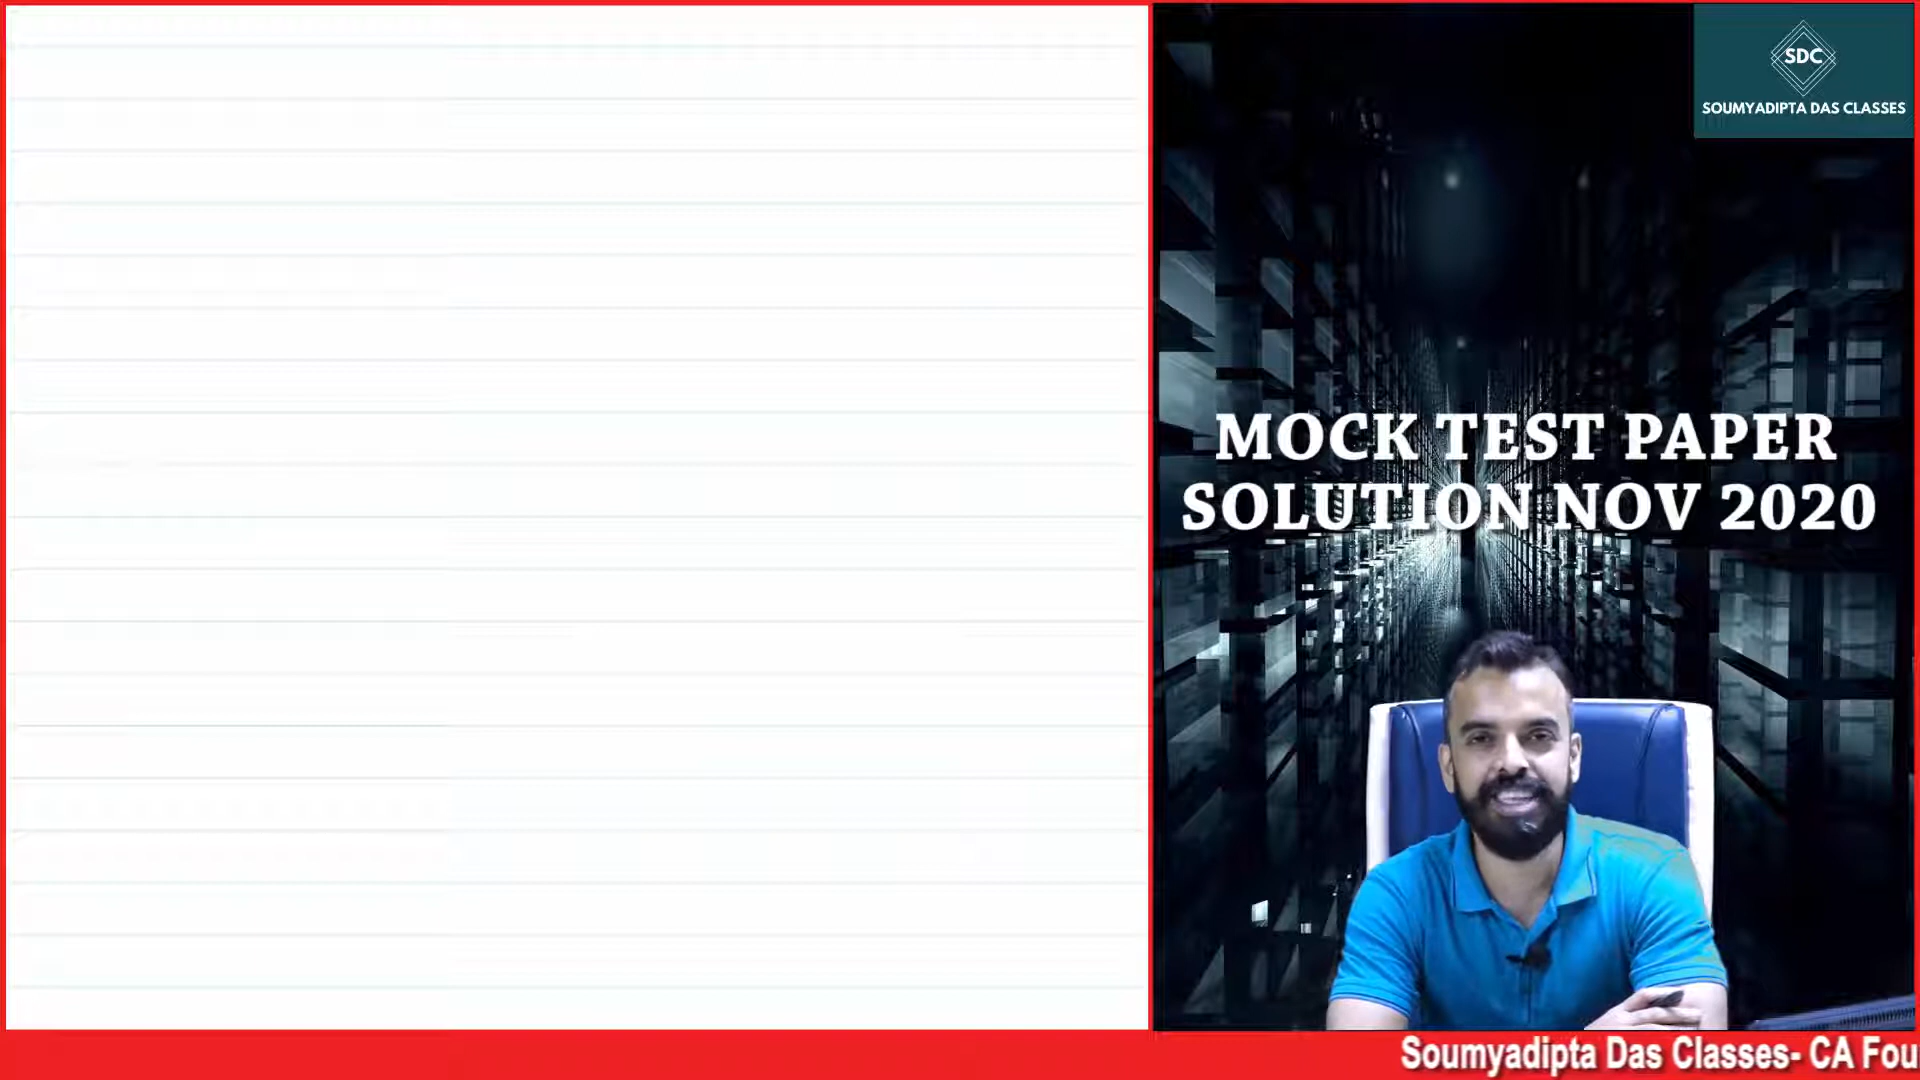 SDC
SOUMYADIPTA DAS CLASSES
MOCK TEST PAPER
SOLUTION NOV 2020
Soumyadipta Das Classes- CA Fou